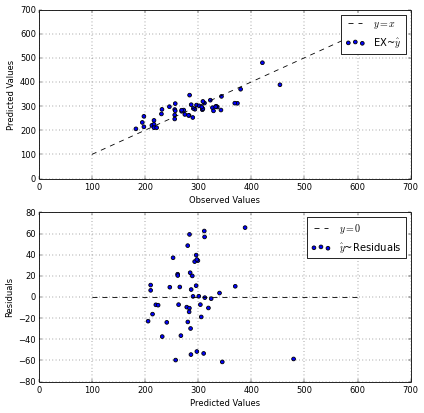 700
600
500
400
300
200
100
0
Predicted Values
y=x
EX~ŷ
0 100 200 300 400 500 600 700
Observed Values
80
60
40
20
0
−20
−40
−60
−80
Residuals
y=0
ŷ~Residuals
0 100 200 300 400 500 600 700
Predicted Values